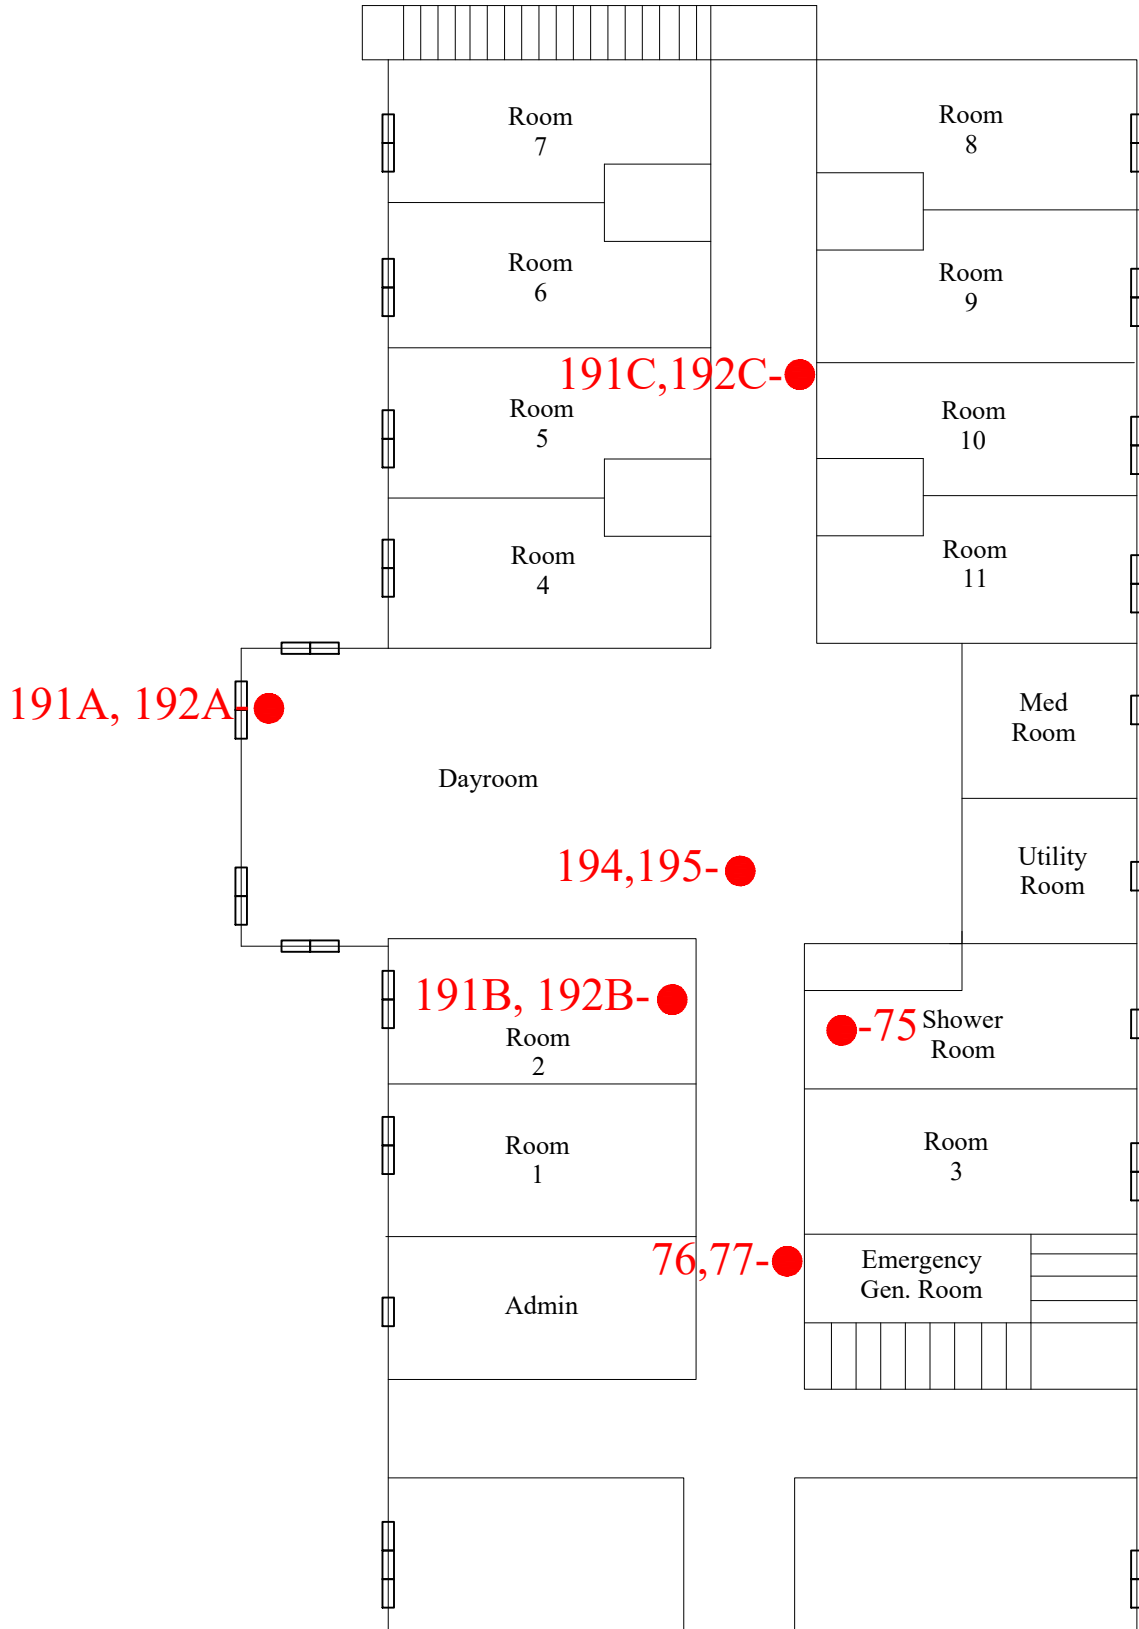 Room
7
Room
8
Room
6
Room
9
191C,192C-
Room
5
Room
10
Room
4
Room
11
191A, 192A-
Med
Room
Dayroom
194,195-
Utility
Room
191B, 192B-
Room
2
-75
Shower
Room
Room
1
Room
3
76,77-
Emergency
Gen. Room
Admin